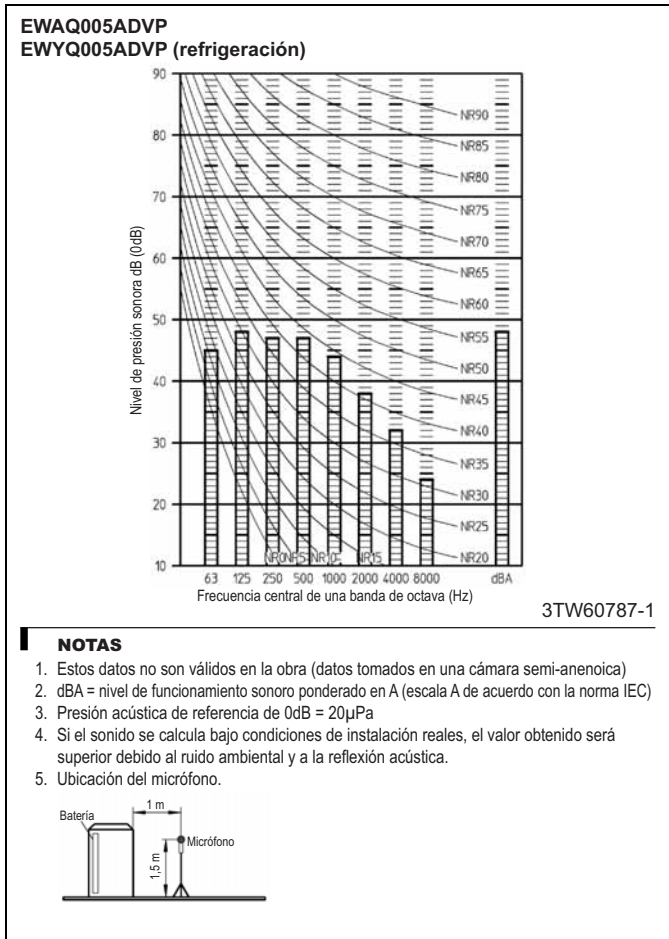 EWAQ005ADVP
EWYQ005ADVP (refrigeración)
90
80
70
60
50
40
30
20
10
Nivel de presión sonora dB (0dB)
NR90
NR85
NR80
NR75
NR70
NR65
NR60
NR55
NR50
NR45
NR40
NR35
NR30
NR25
NR20
NR0 NR5 NR10 NR15
63 125 250 500 1000 2000 4000 8000 dBA
Frecuencia central de una banda de octava (Hz)
3TW60787-1
NOTAS
1. Estos datos no son válidos en la obra (datos tomados en una cámara semi-anenoica)
2. dBA = nivel de funcionamiento sonoro ponderado en A (escala A de acuerdo con la norma IEC)
3. Presión acústica de referencia de 0dB = 20µPa
4. Si el sonido se calcula bajo condiciones de instalación reales, el valor obtenido será
superior debido al ruido ambiental y a la reflexión acústica.
5. Ubicación del micrófono.
Batería
1 m
Micrófono
1,5 m